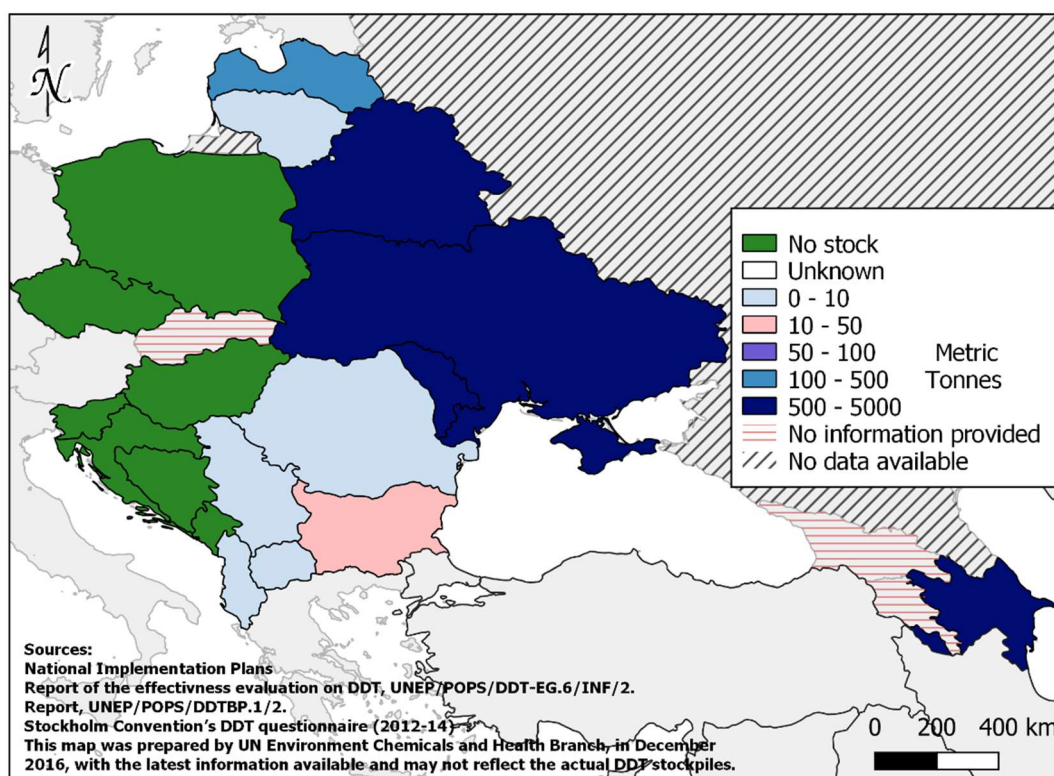 N
No stock
Unknown
0 - 10
10 - 50
50 - 100
100 - 500
500 - 5000
Metric
Tonnes
No information provided
No data available
Sources:
National Implementation Plans
Report of the effectivness evaluation on DDT, UNEP/POPS/DDT-EG.6/INF/2.
Report, UNEP/POPS/DDTBP.1/2.
Stockholm Convention's DDT questionnaire (2012-14)
This map was prepared by UN Environment Chemicals and Health Branch, in December
2016, with the latest information available and may not reflect the actual DDT stockpiles.
0 200 400 km